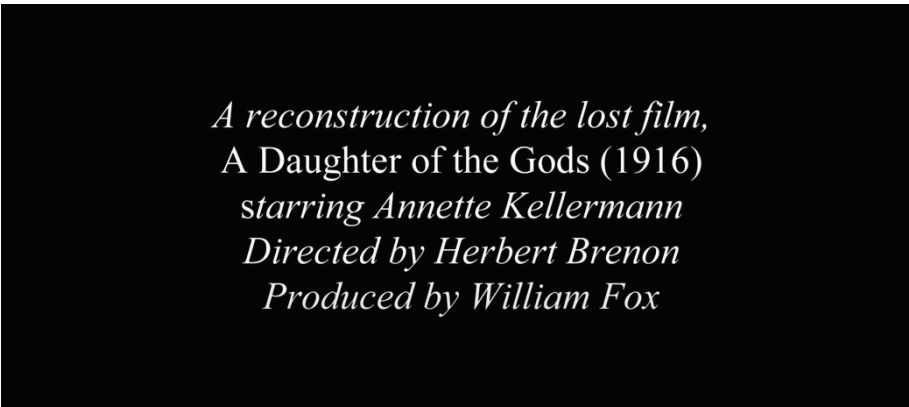 A reconstruction of the lost film,
A Daughter of the Gods (1916)
starring Annette Kellermann
Directed by Herbert Brenon
Produced by William Fox